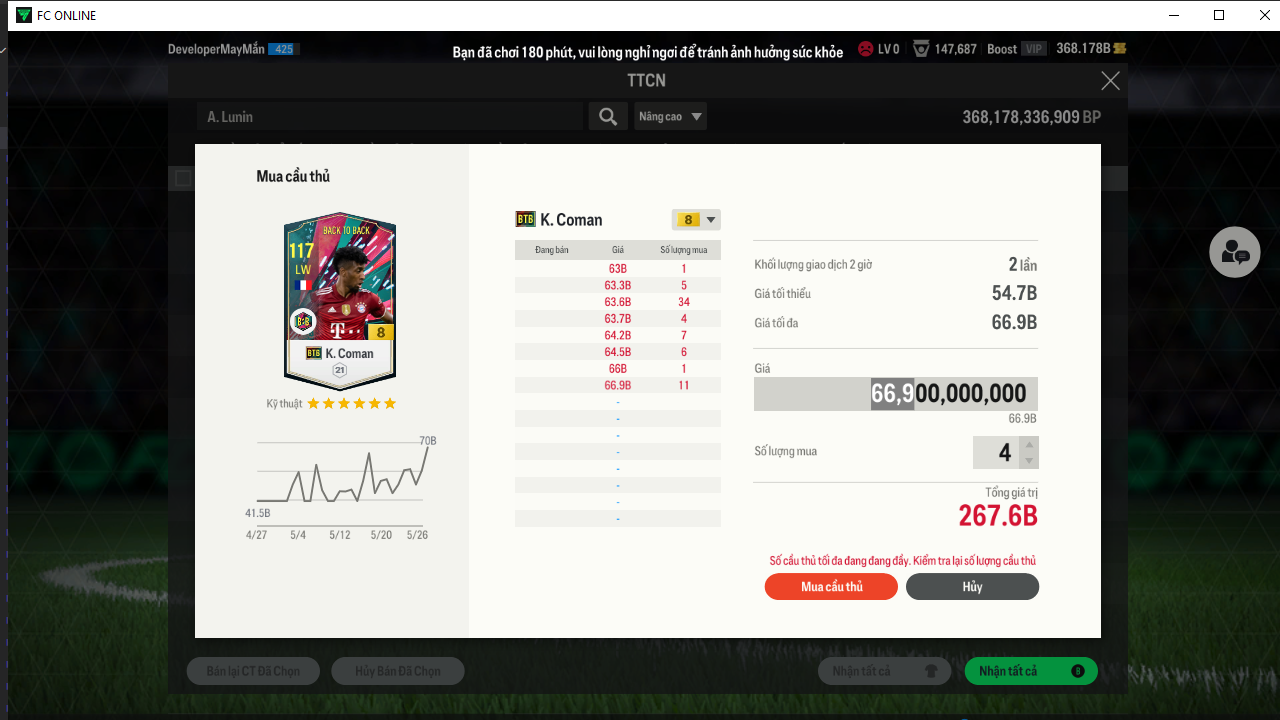 FC ONLINE
DeveloperMayMắn 425
Bạn đã chơi 180 phút, vui lòng nghỉ ngơi để tránh ảnh hưởng sức khỏe
LV 0 147,687 Boost VIP 368.178B
TTCN
A. Lunin
Nâng cao
368,178,336,909 BP
Mua cầu thủ
BACK TO BACK
117
LW
8
BTB K. Coman
21
Kỹ thuật
70B
41.5B
4/27 5/4 5/12 5/20 5/26
BTB K. Coman 8
Đang bán Giá Số lượng mua
63B 1
63.3B 5
63.6B 34
63.7B 4
64.2B 7
64.5B 6
66B 1
66.9B 11
-
-
-
-
-
-
-
-
Khối lượng giao dịch 2 giờ 2 lần
Giá tối thiểu 54.7B
Giá tối đa 66.9B
Giá
66,900,000,000
66.9B
Số lượng mua 4
Tổng giá trị
267.6B
Số cầu thủ tối đa đang đang đầy. Kiểm tra lại số lượng cầu thủ
Mua cầu thủ Hủy
Bán lại CT Đã Chọn Hủy Bán Đã Chọn Nhận tất cả Nhận tất cả